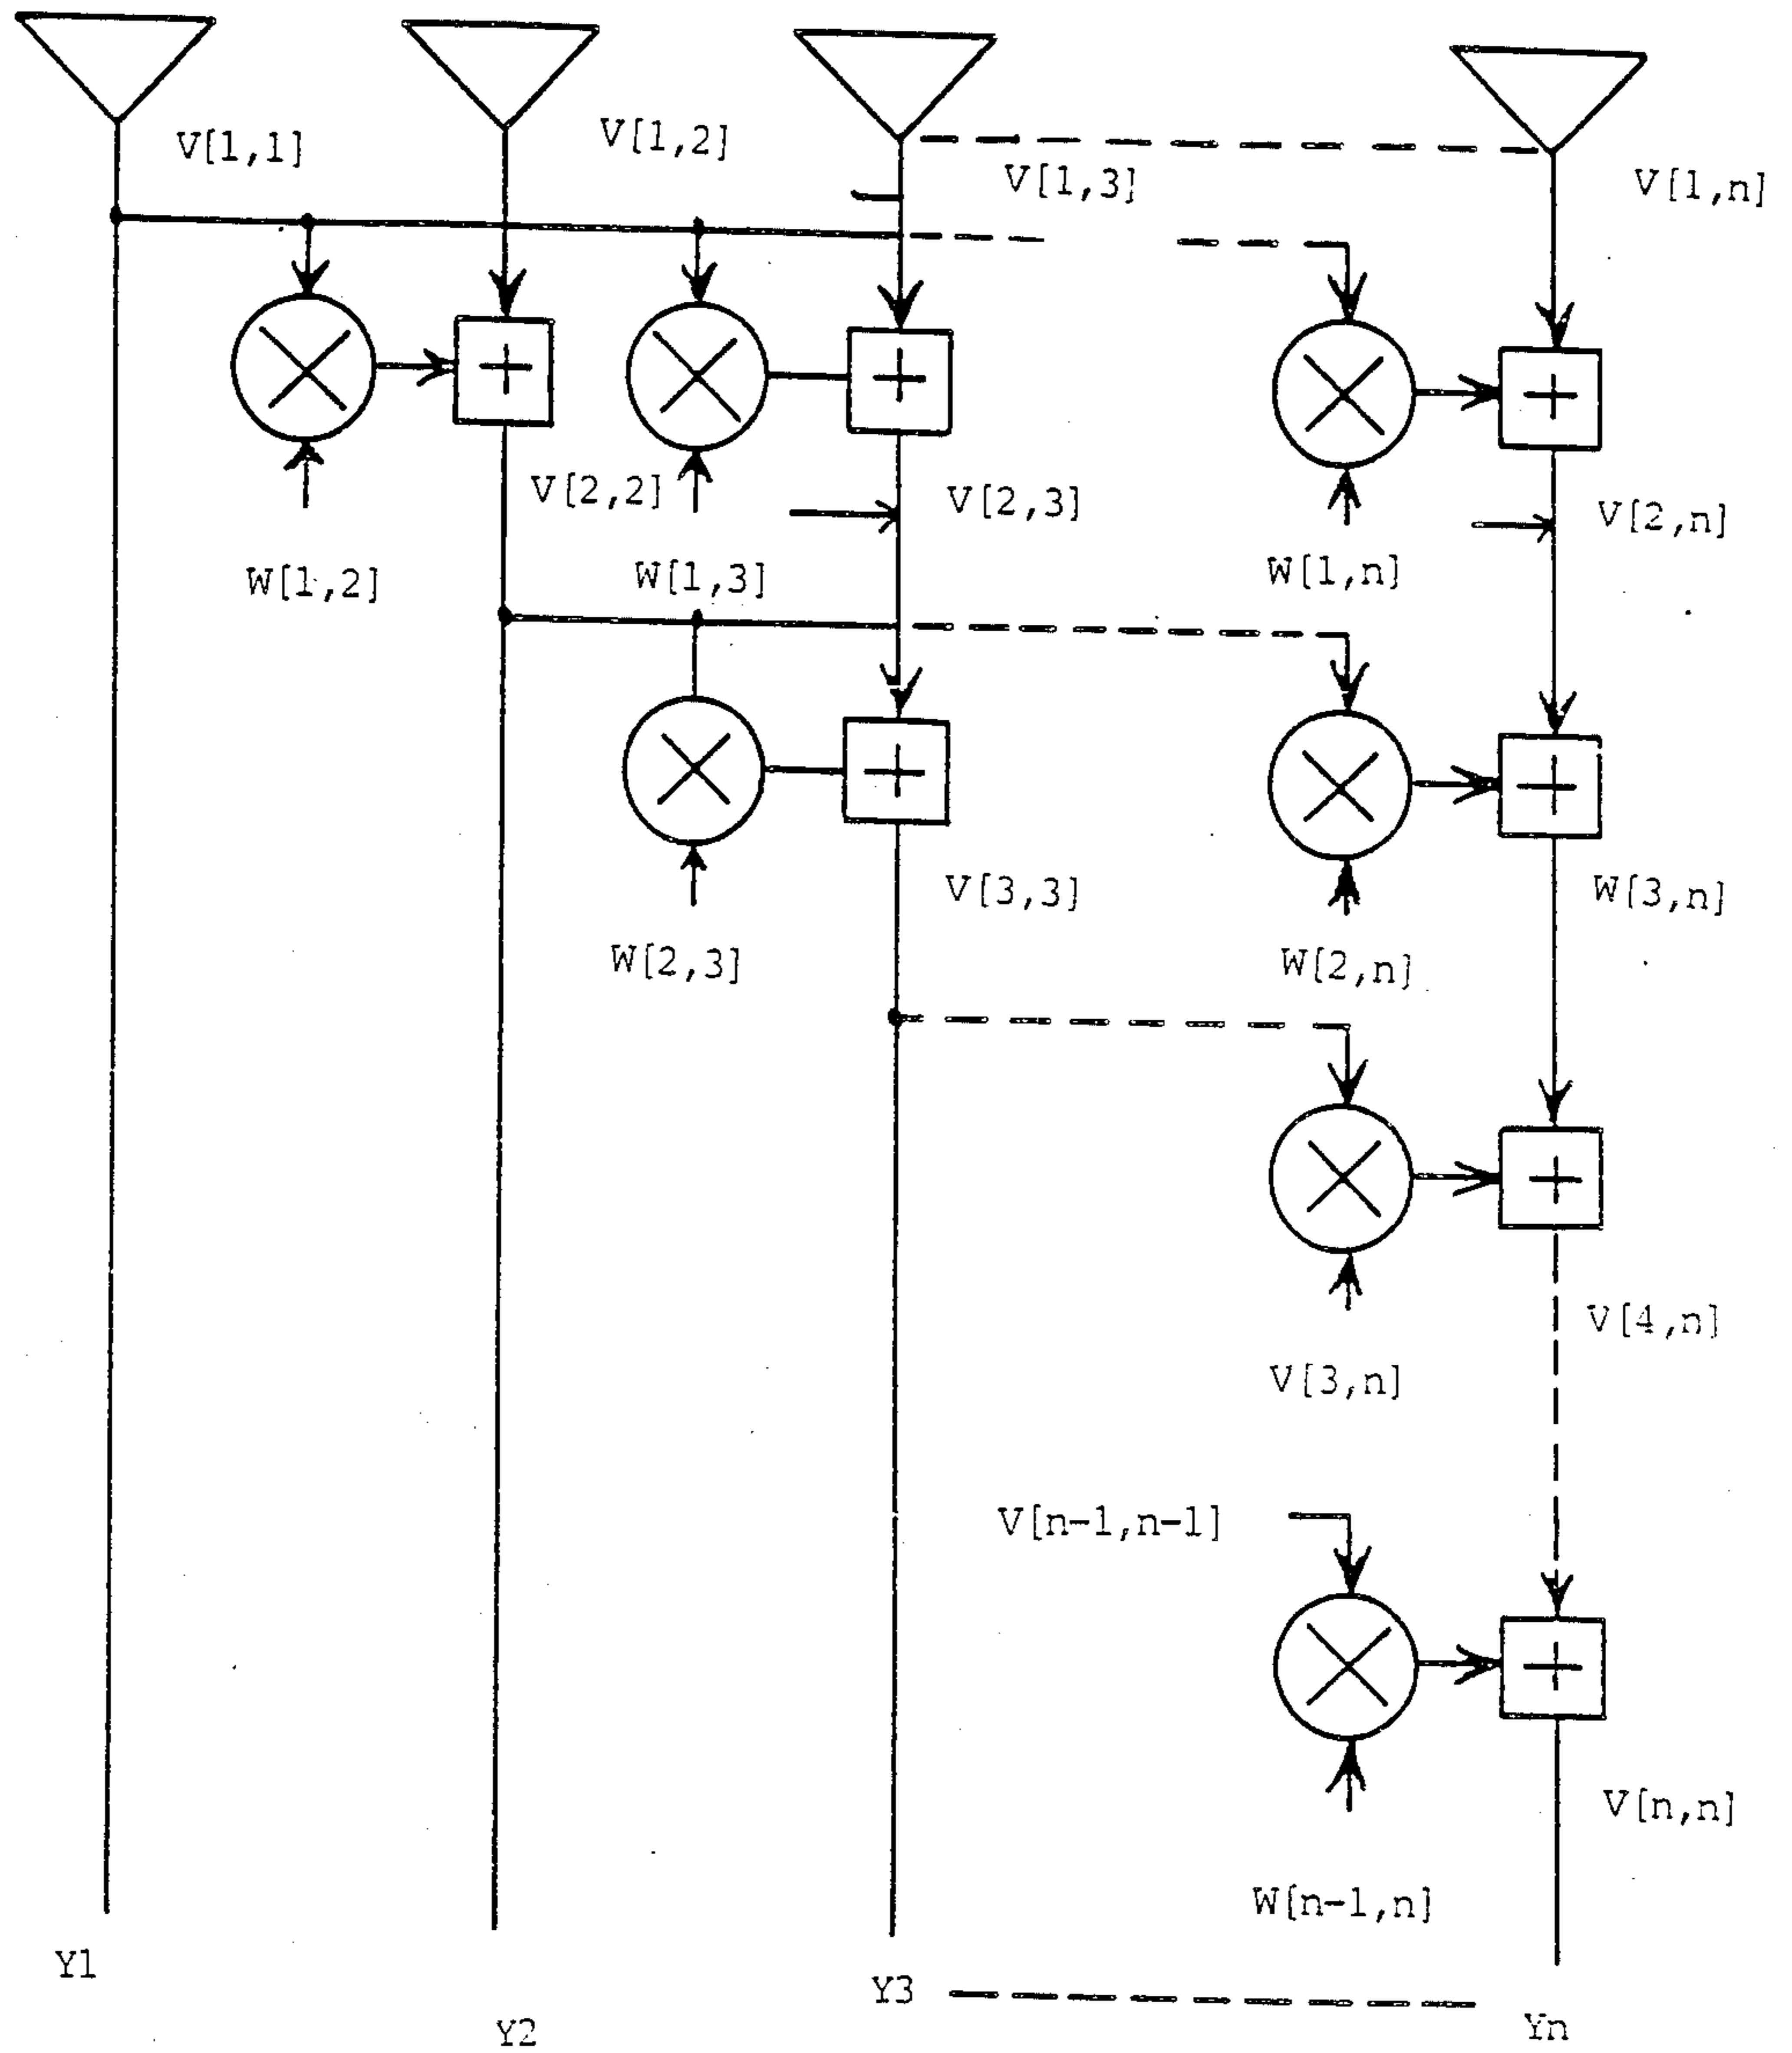 V[1,1]
V[1,2]
V[1,3]
V[1,n]
V[2,2]
V[2,3]
V[2,n]
W[1,2]
W[1,3]
W[1,n]
V[3,3]
W[3,n]
W[2,3]
W[2,n]
V[4,n]
V[3,n]
V[n-1,n-1]
V[n,n]
W[n-1,n]
Y1
Y2
Y3
Yn